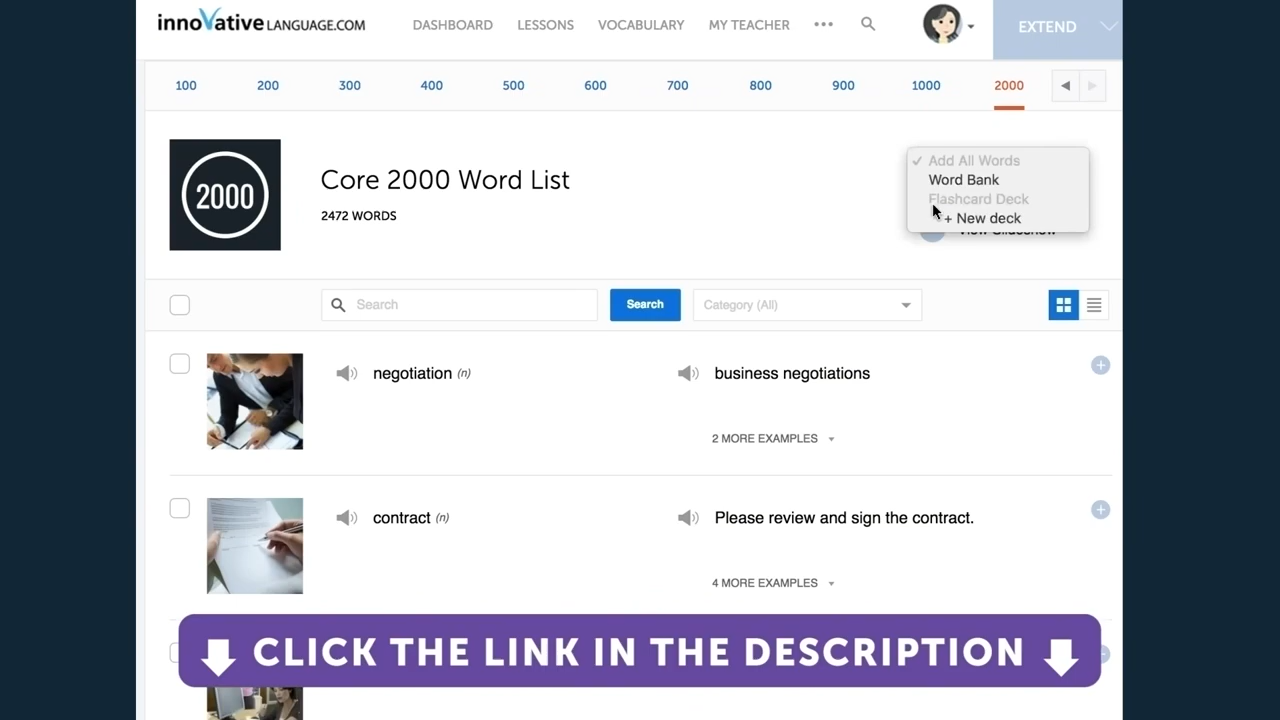 innoVative LANGUAGE.COM
DASHBOARD LESSONS VOCABULARY MY TEACHER ••• EXTEND
100 200 300 400 500 600 700 800 900 1000 2000
2000
Core 2000 Word List
2472 WORDS
✓ Add All Words
Word Bank
Flashcard Deck
+ New deck
View Slideshow
Search Search Category (All)
negotiation (n) business negotiations
2 MORE EXAMPLES
contract (n) Please review and sign the contract.
4 MORE EXAMPLES
CLICK THE LINK IN THE DESCRIPTION